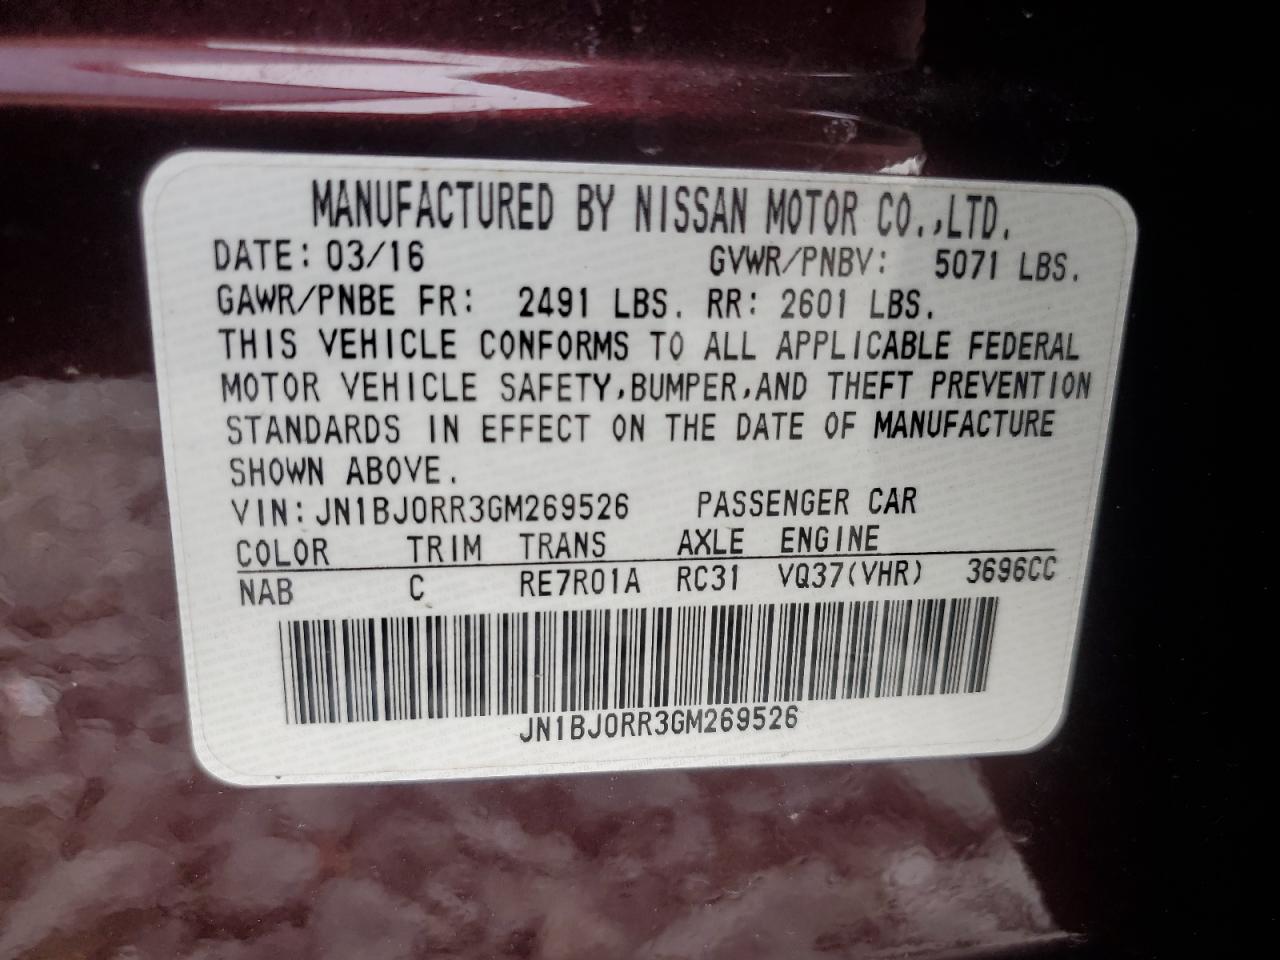 MANUFACTURED BY NISSAN MOTOR CO.,LTD.
DATE: 03/16 GVWR/PNBV: 5071 LBS.
GAWR/PNBE FR: 2491 LBS. RR: 2601 LBS.
THIS VEHICLE CONFORMS TO ALL APPLICABLE FEDERAL
MOTOR VEHICLE SAFETY,BUMPER,AND THEFT PREVENTION
STANDARDS IN EFFECT ON THE DATE OF MANUFACTURE
SHOWN ABOVE.
VIN: JN1BJ0RR3GM269526 PASSENGER CAR
COLOR TRIM TRANS AXLE ENGINE
NAB C RE7R01A RC31 VQ37(VHR) 3696CC
JN1BJ0RR3GM269526